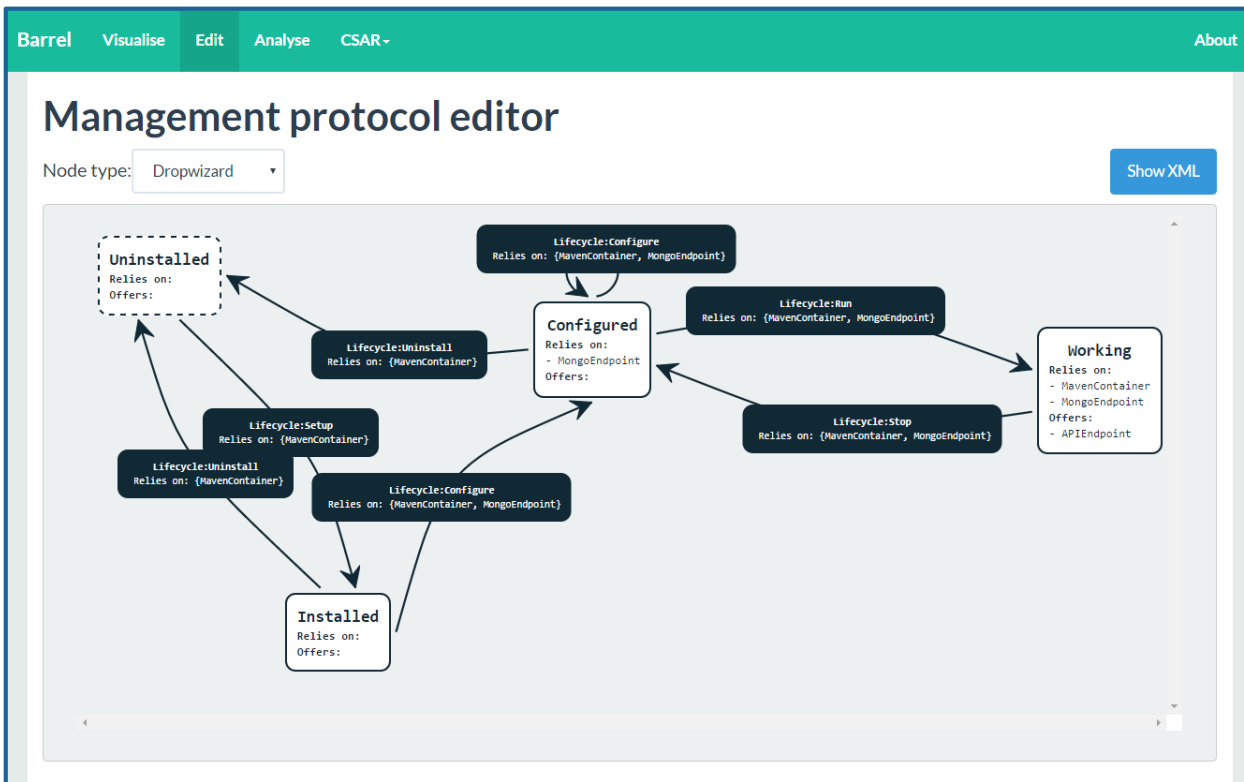 Barrel Visualise Edit Analyse CSAR About
Management protocol editor
Node type: Dropwizard Show XML
Uninstalled
Relies on:
Offers:
Lifecycle:Configure
Relies on: {MavenContainer, MongoEndpoint}
Lifecycle:Run
Relies on: {MavenContainer, MongoEndpoint}
Configured
Relies on:
- MongoEndpoint
Offers:
Lifecycle:Uninstall
Relies on: {MavenContainer}
Working
Relies on:
- MavenContainer
- MongoEndpoint
Offers:
- APIEndpoint
Lifecycle:Stop
Relies on: {MavenContainer, MongoEndpoint}
Lifecycle:Setup
Relies on: {MavenContainer}
Lifecycle:Uninstall
Relies on: {MavenContainer}
Lifecycle:Configure
Relies on: {MavenContainer, MongoEndpoint}
Installed
Relies on:
Offers: